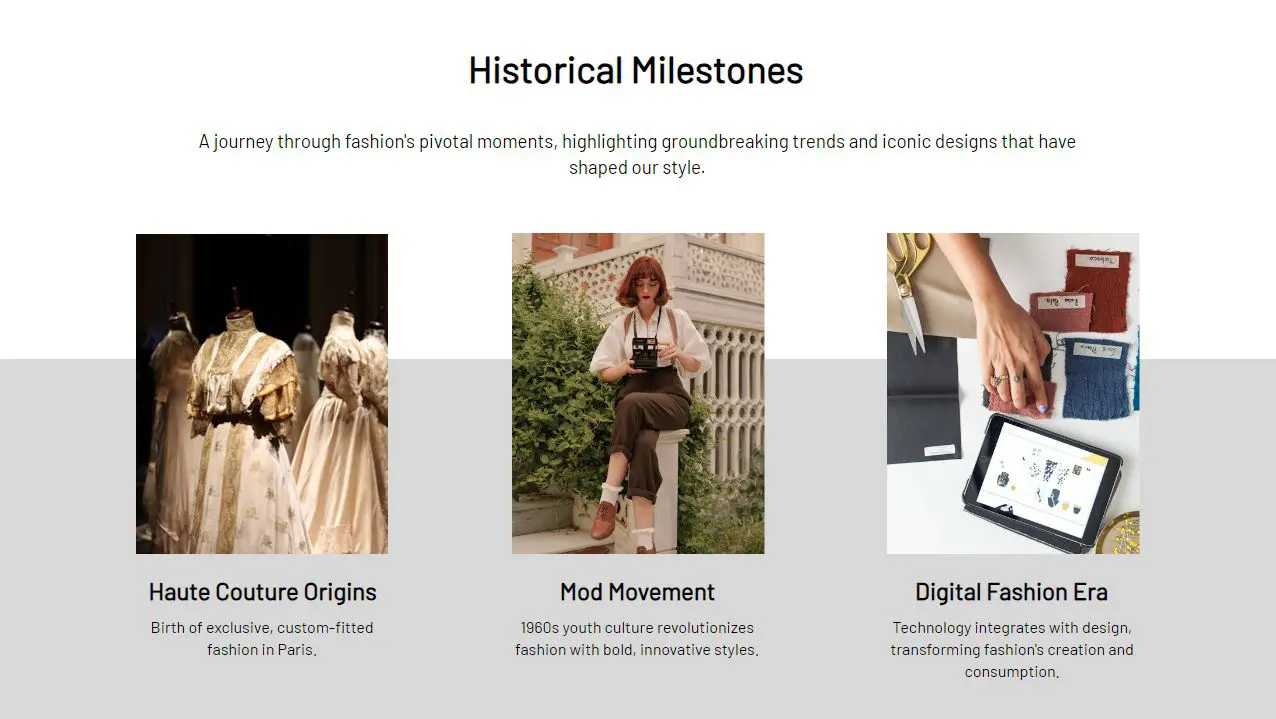 Historical Milestones
A journey through fashion's pivotal moments, highlighting groundbreaking trends and iconic designs that have
shaped our style.
Tobacco
Haute Couture Origins
Birth of exclusive, custom-fitted
fashion in Paris.
Mod Movement
1960s youth culture revolutionizes
fashion with bold, innovative styles.
Digital Fashion Era
Technology integrates with design,
transforming fashion's creation and
consumption.